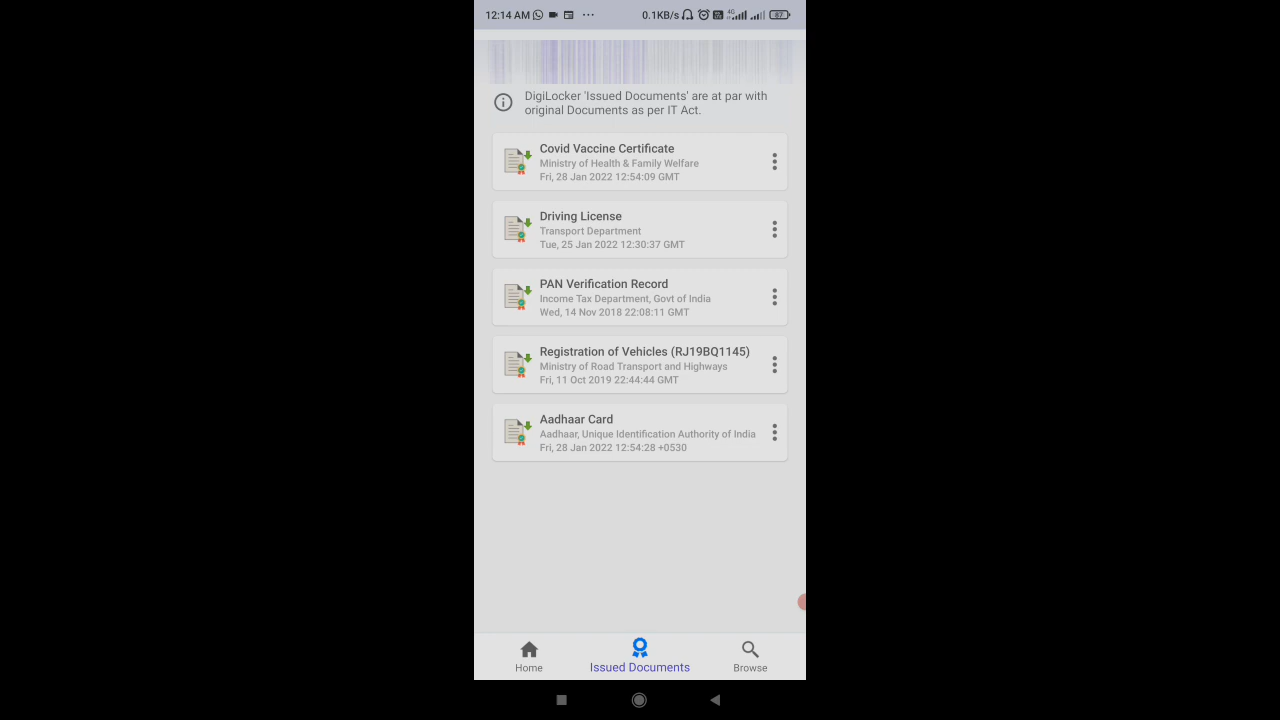 12:14 AM 0.1KB/s 4G 87
DigiLocker 'Issued Documents' are at par with
original Documents as per IT Act.
Covid Vaccine Certificate
Ministry of Health & Family Welfare
Fri, 28 Jan 2022 12:54:09 GMT
Driving License
Transport Department
Tue, 25 Jan 2022 12:30:37 GMT
PAN Verification Record
Income Tax Department, Govt of India
Wed, 14 Nov 2018 22:08:11 GMT
Registration of Vehicles (RJ19BQ1145)
Ministry of Road Transport and Highways
Fri, 11 Oct 2019 22:44:44 GMT
Aadhaar Card
Aadhaar, Unique Identification Authority of India
Fri, 28 Jan 2022 12:54:28 +0530
Home Issued Documents Browse